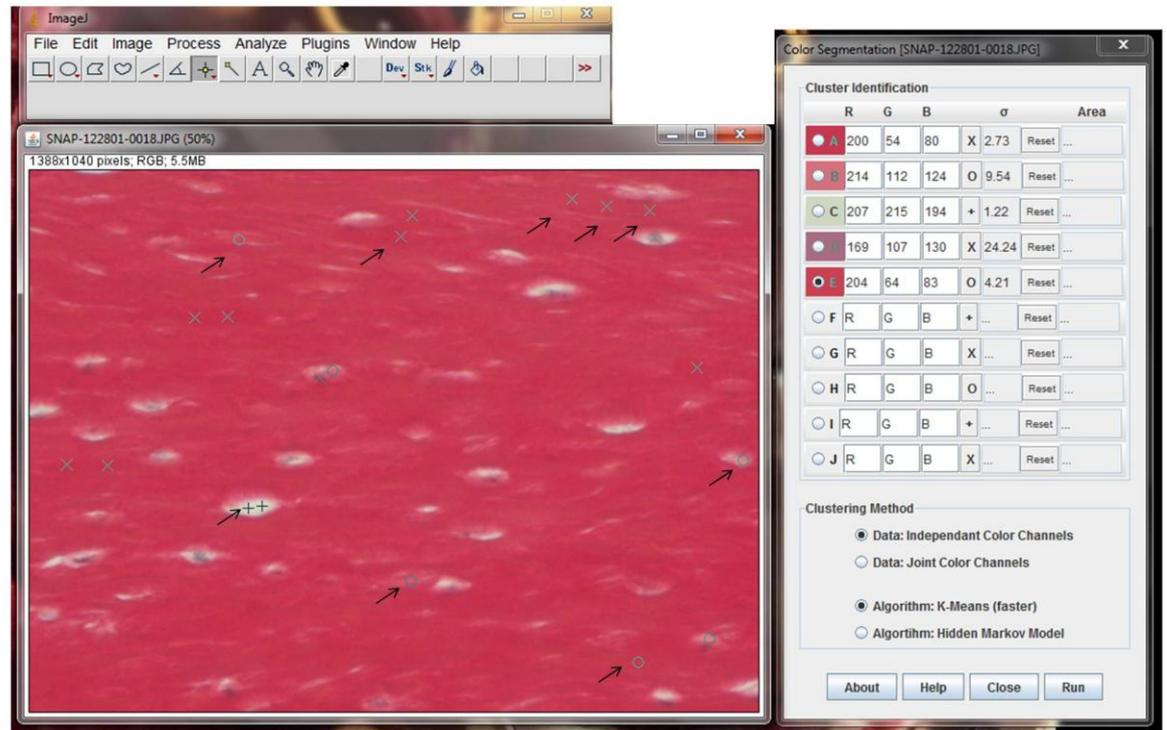 ImageJ
File Edit Image Process Analyze Plugins Window Help
A Dev Stk >>
SNAP-122801-0018.JPG (50%)
1388x1040 pixels; RGB; 5.5MB
Color Segmentation [SNAP-122801-0018.JPG]
Cluster Identification
R G B σ Area
A 200 54 80 X 2.73 Reset ...
B 214 112 124 O 9.54 Reset ...
C 207 215 194 + 1.22 Reset ...
169 107 130 X 24.24 Reset ...
E 204 64 83 O 4.21 Reset ...
F R G B + ... Reset ...
G R G B X ... Reset ...
H R G B O ... Reset ...
I R G B + ... Reset ...
J R G B X ... Reset ...
Clustering Method
Data: Independant Color Channels
Data: Joint Color Channels
Algorithm: K-Means (faster)
Algortihm: Hidden Markov Model
About Help Close Run